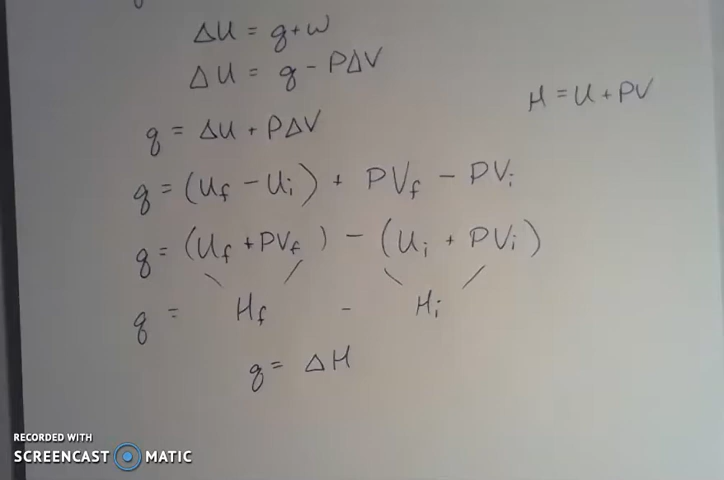 ΔU = q+w
ΔU = q - PΔV
H = U + PV
q = ΔU + PΔV
q = (Uf - Ui) + PVf - PVi
q = (Uf + PVf) - (Ui + PVi)
q = Hf - Hi
q = ΔH
RECORDED WITH
SCREENCAST MATIC